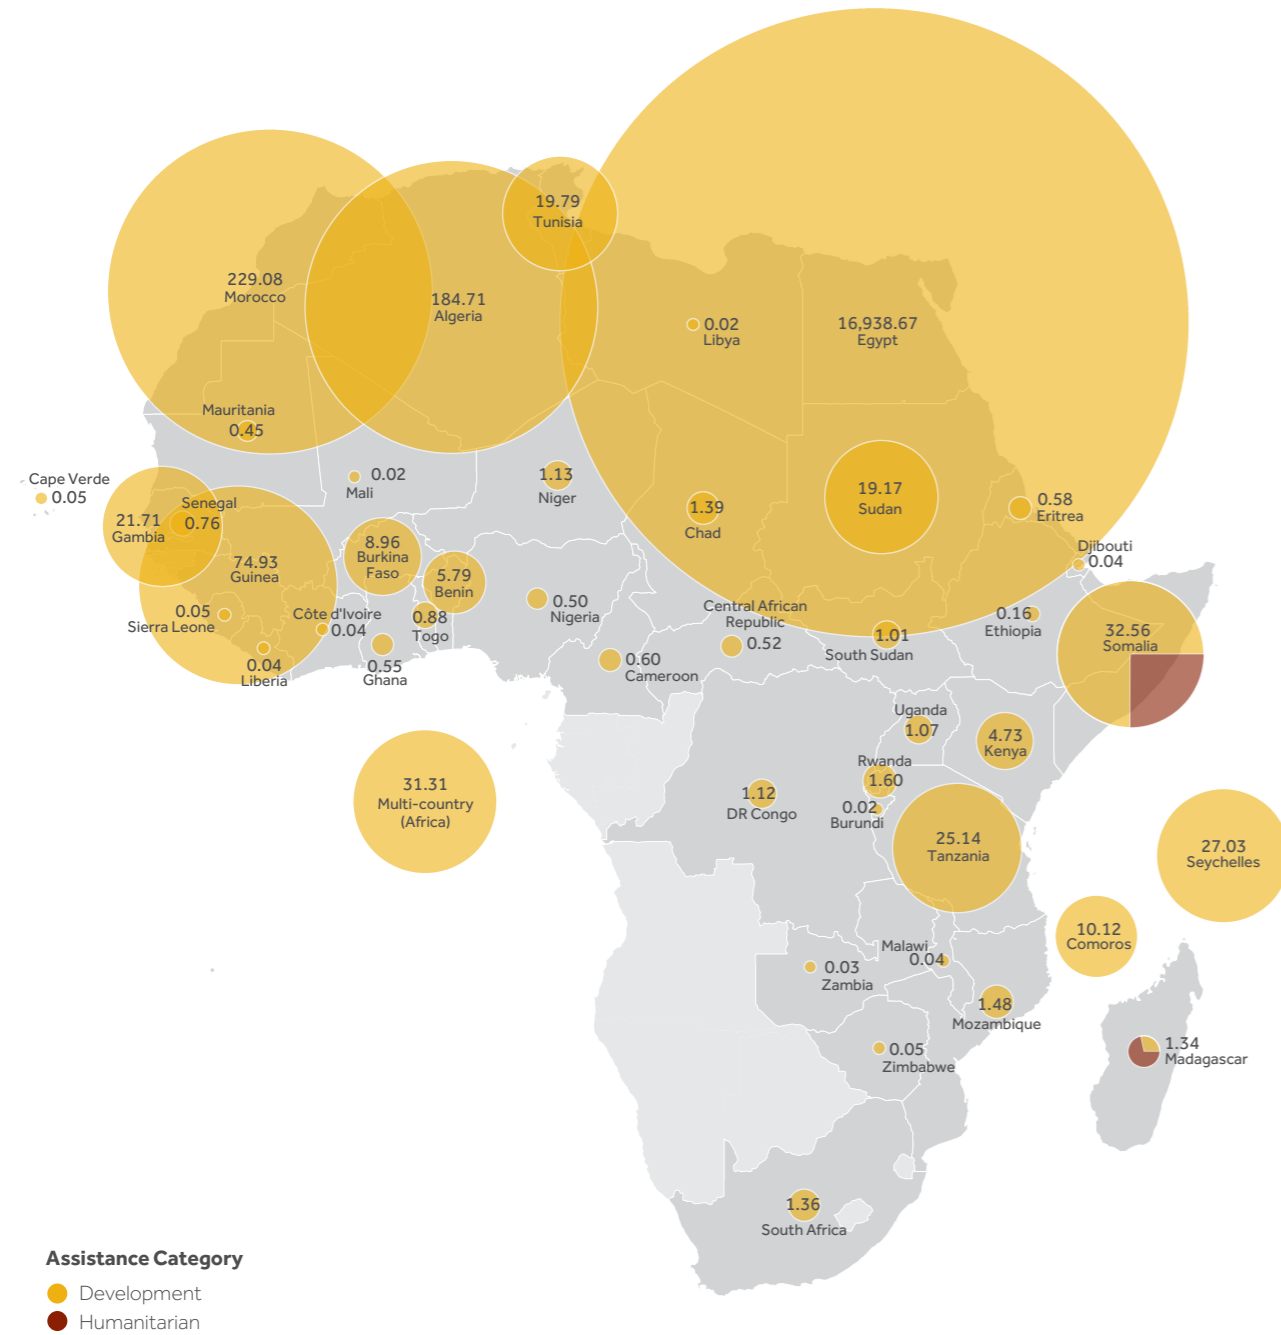 19.79
Tunisia
229.08
Morocco
184.71
Algeria
0.02
Libya
16,938.67
Egypt
Mauritania
0.45
Cape Verde
0.05
0.02
Mali
1.13
Niger
1.39
Chad
19.17
Sudan
0.58
Eritrea
Senegal
0.76
21.71
Gambia
74.93
Guinea
8.96
Burkina
Faso
5.79
Benin
Djibouti
0.04
0.05
Sierra Leone
Côte d'Ivoire
0.04
0.88
Togo
0.50
Nigeria
Central African
Republic
0.52
0.16
Ethiopia
32.56
Somalia
0.04
Liberia
0.55
Ghana
0.60
Cameroon
1.01
South Sudan
Uganda
1.07
4.73
Kenya
Rwanda
1.60
31.31
Multi-country
(Africa)
1.12
DR Congo
0.02
Burundi
25.14
Tanzania
27.03
Seychelles
10.12
Comoros
Malawi
0.04
0.03
Zambia
1.48
Mozambique
0.05
Zimbabwe
1.34
Madagascar
1.36
South Africa
Assistance Category
Development
Humanitarian